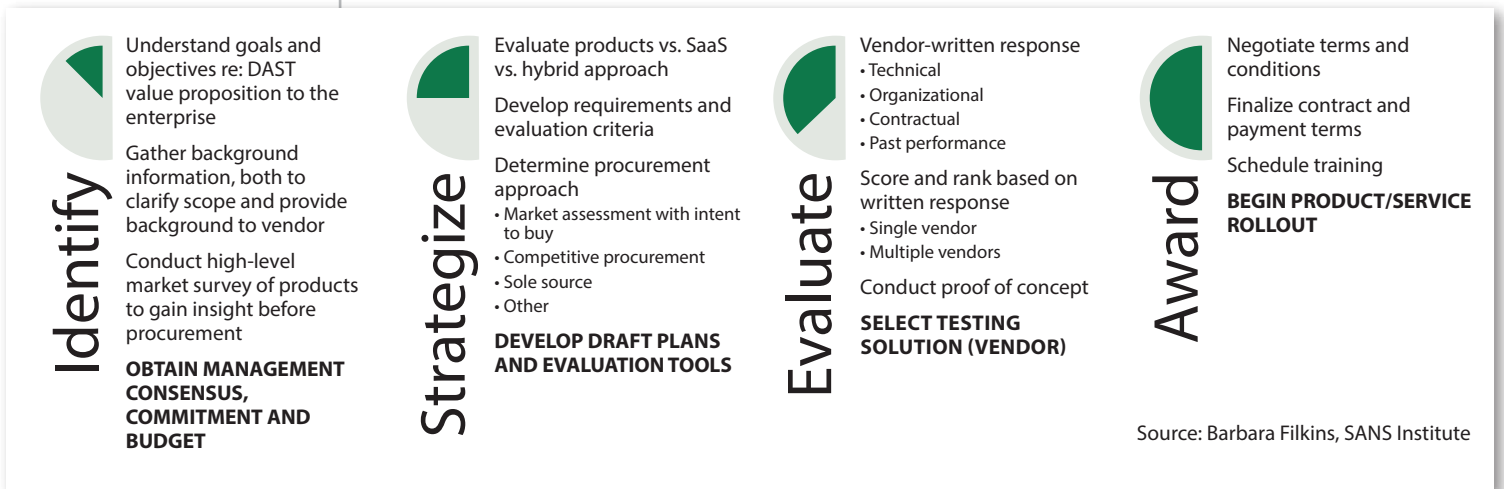 Identify
Understand goals and
objectives re: DAST
value proposition to the
enterprise
Gather background
information, both to
clarify scope and provide
background to vendor
Conduct high-level
market survey of products
to gain insight before
procurement
OBTAIN MANAGEMENT
CONSENSUS,
COMMITMENT AND
BUDGET
Strategize
Evaluate products vs. SaaS
vs. hybrid approach
Develop requirements and
evaluation criteria
Determine procurement
approach
• Market assessment with intent
to buy
• Competitive procurement
• Sole source
• Other
DEVELOP DRAFT PLANS
AND EVALUATION TOOLS
Evaluate
Vendor-written response
• Technical
• Organizational
• Contractual
• Past performance
Score and rank based on
written response
• Single vendor
• Multiple vendors
Conduct proof of concept
SELECT TESTING
SOLUTION (VENDOR)
Award
Negotiate terms and
conditions
Finalize contract and
payment terms
Schedule training
BEGIN PRODUCT/SERVICE
ROLLOUT
Source: Barbara Filkins, SANS Institute